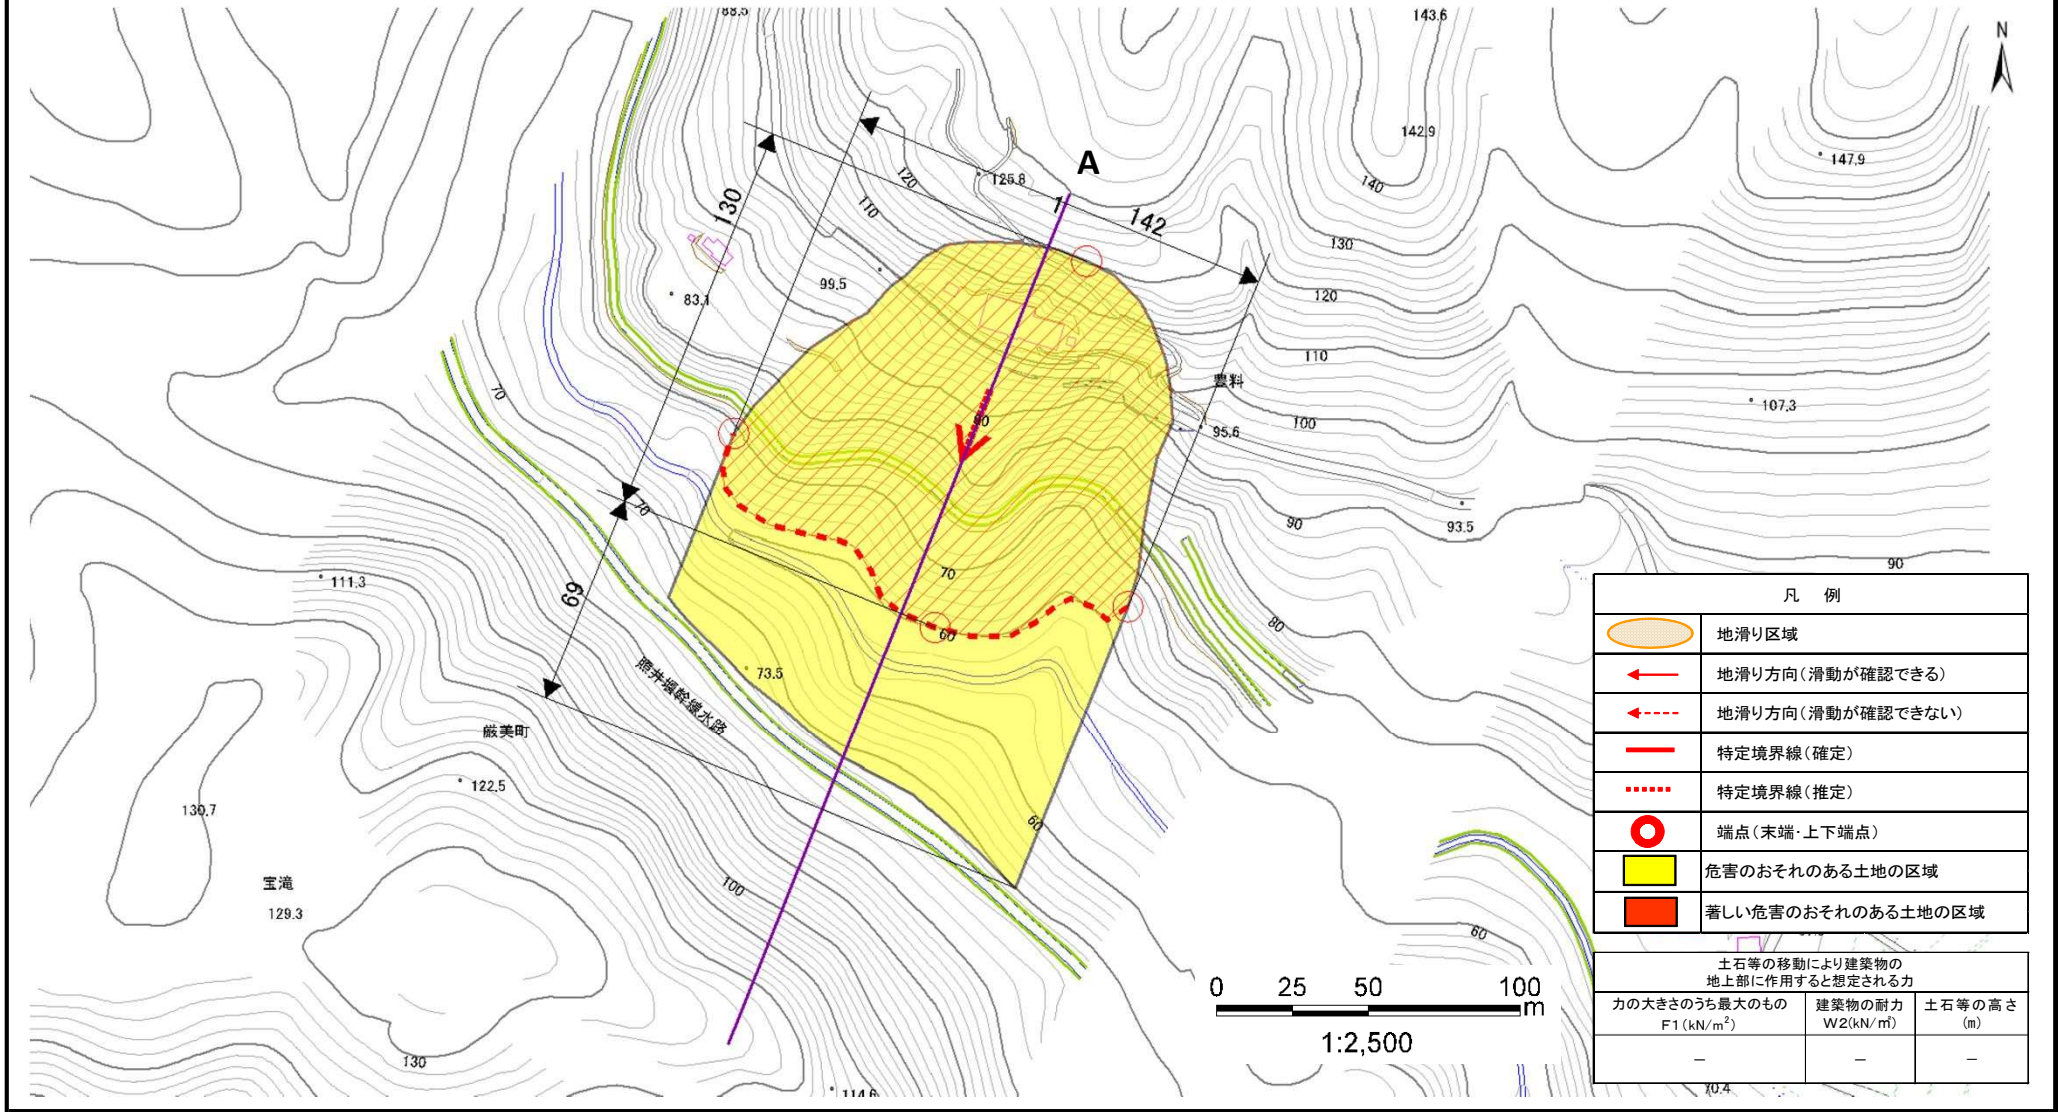 88.5
143.6
N
142.9
147.9
A
125.8
120
140
1
130
110
142
130
99.5
83.1
120
110
豊科
70
107.3
90
100
95.6
70
90
93.5
90
70
111.3
69
80
60
73.5
照井堰幹線水路
厳美町
122.5
130.7
60
宝滝
100
129.3
60
130
114.6
0 25 50 100
m
1:2,500
凡 例
地滑り区域
地滑り方向(滑動が確認できる)
地滑り方向(滑動が確認できない)
特定境界線(確定)
特定境界線(推定)
端点(末端・上下端点)
危害のおそれのある土地の区域
著しい危害のおそれのある土地の区域
土石等の移動により建築物の
地上部に作用すると想定される力
力の大きさのうち最大のもの
F1(kN/m²)
建築物の耐力
W2(kN/㎡)
土石等の高さ
(m)
－ － －
70.4